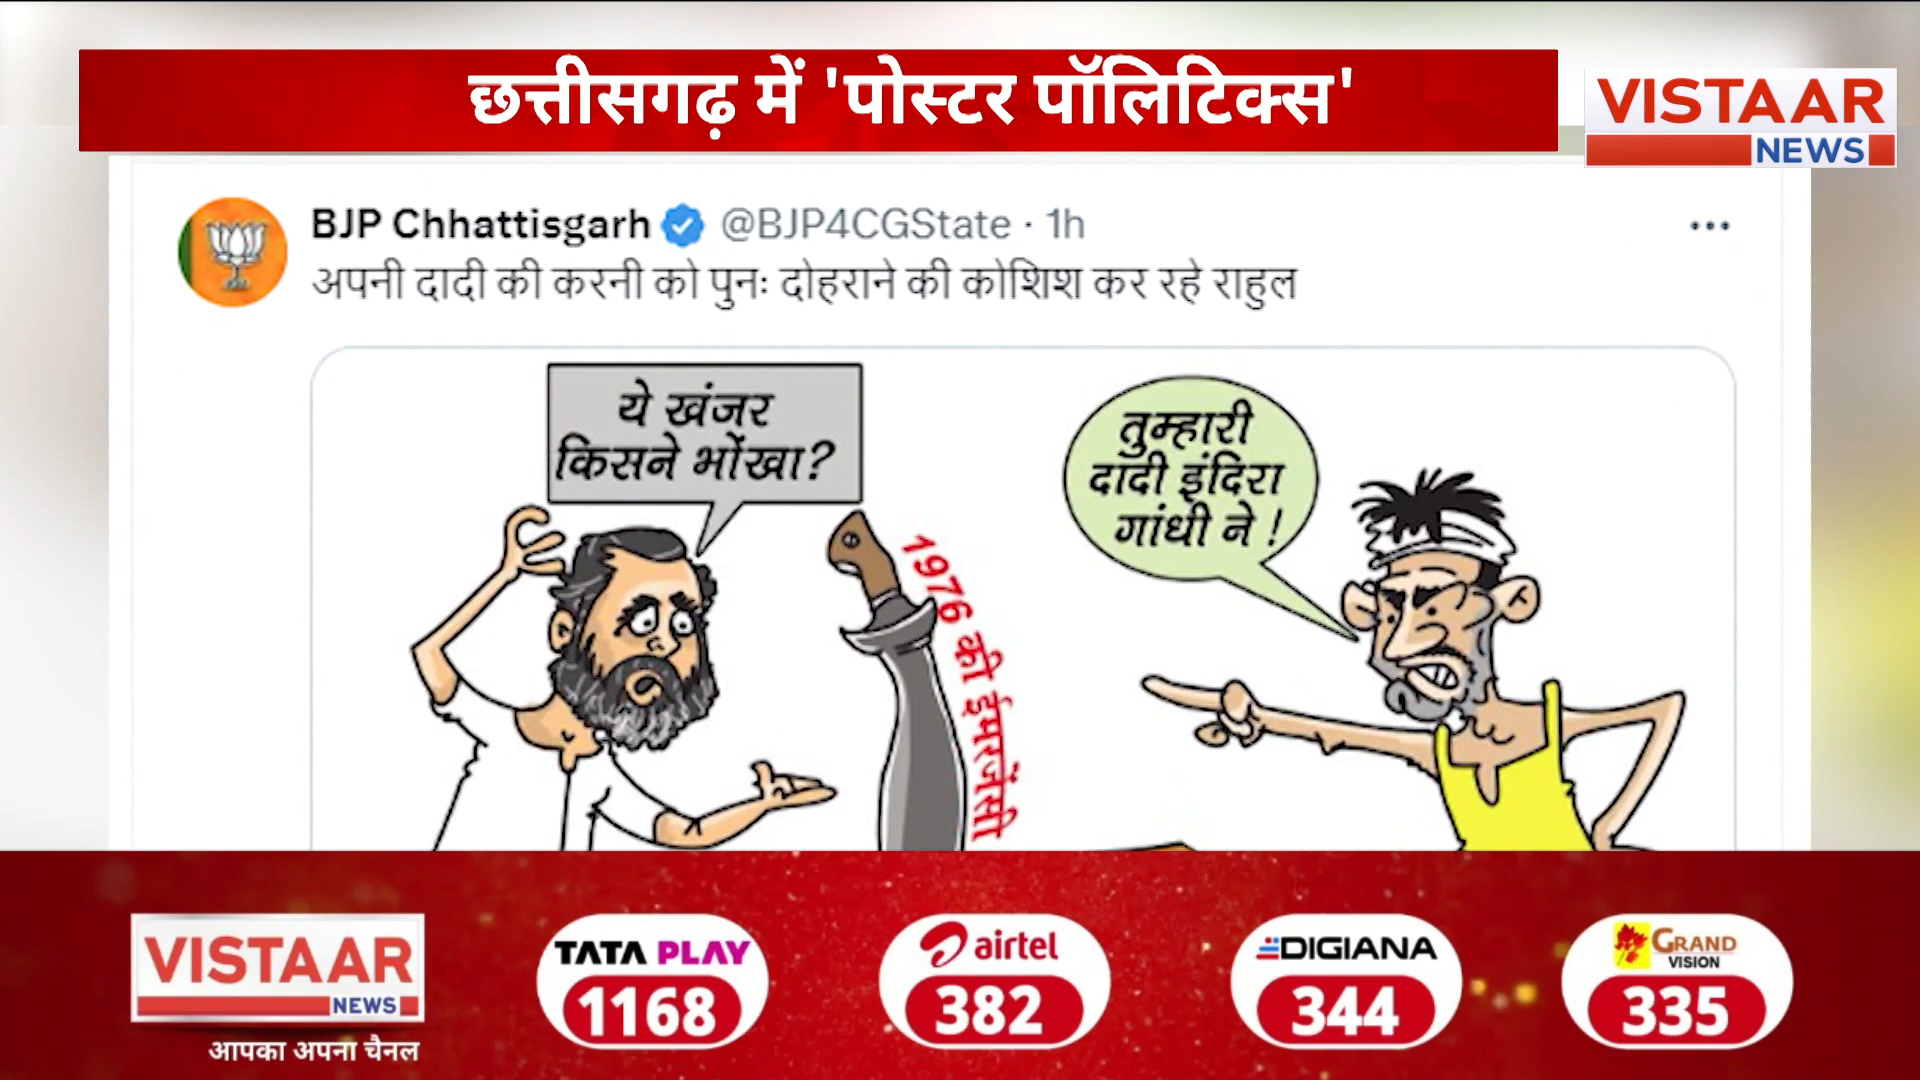 छत्तीसगढ़ में 'पोस्टर पॉलिटिक्स'
VISTAAR
NEWS
BJP Chhattisgarh @BJP4CGState · 1h
अपनी दादी की करनी को पुनः दोहराने की कोशिश कर रहे राहुल
ये खंजर
किसने भोंखा?
तुम्हारी
दादी इंदिरा
गांधी ने !
1976 की ईमरजेंसी
VISTAAR
NEWS
आपका अपना चैनल
TATA PLAY
1168
airtel
382
DIGIANA
344
GRAND
VISION
335